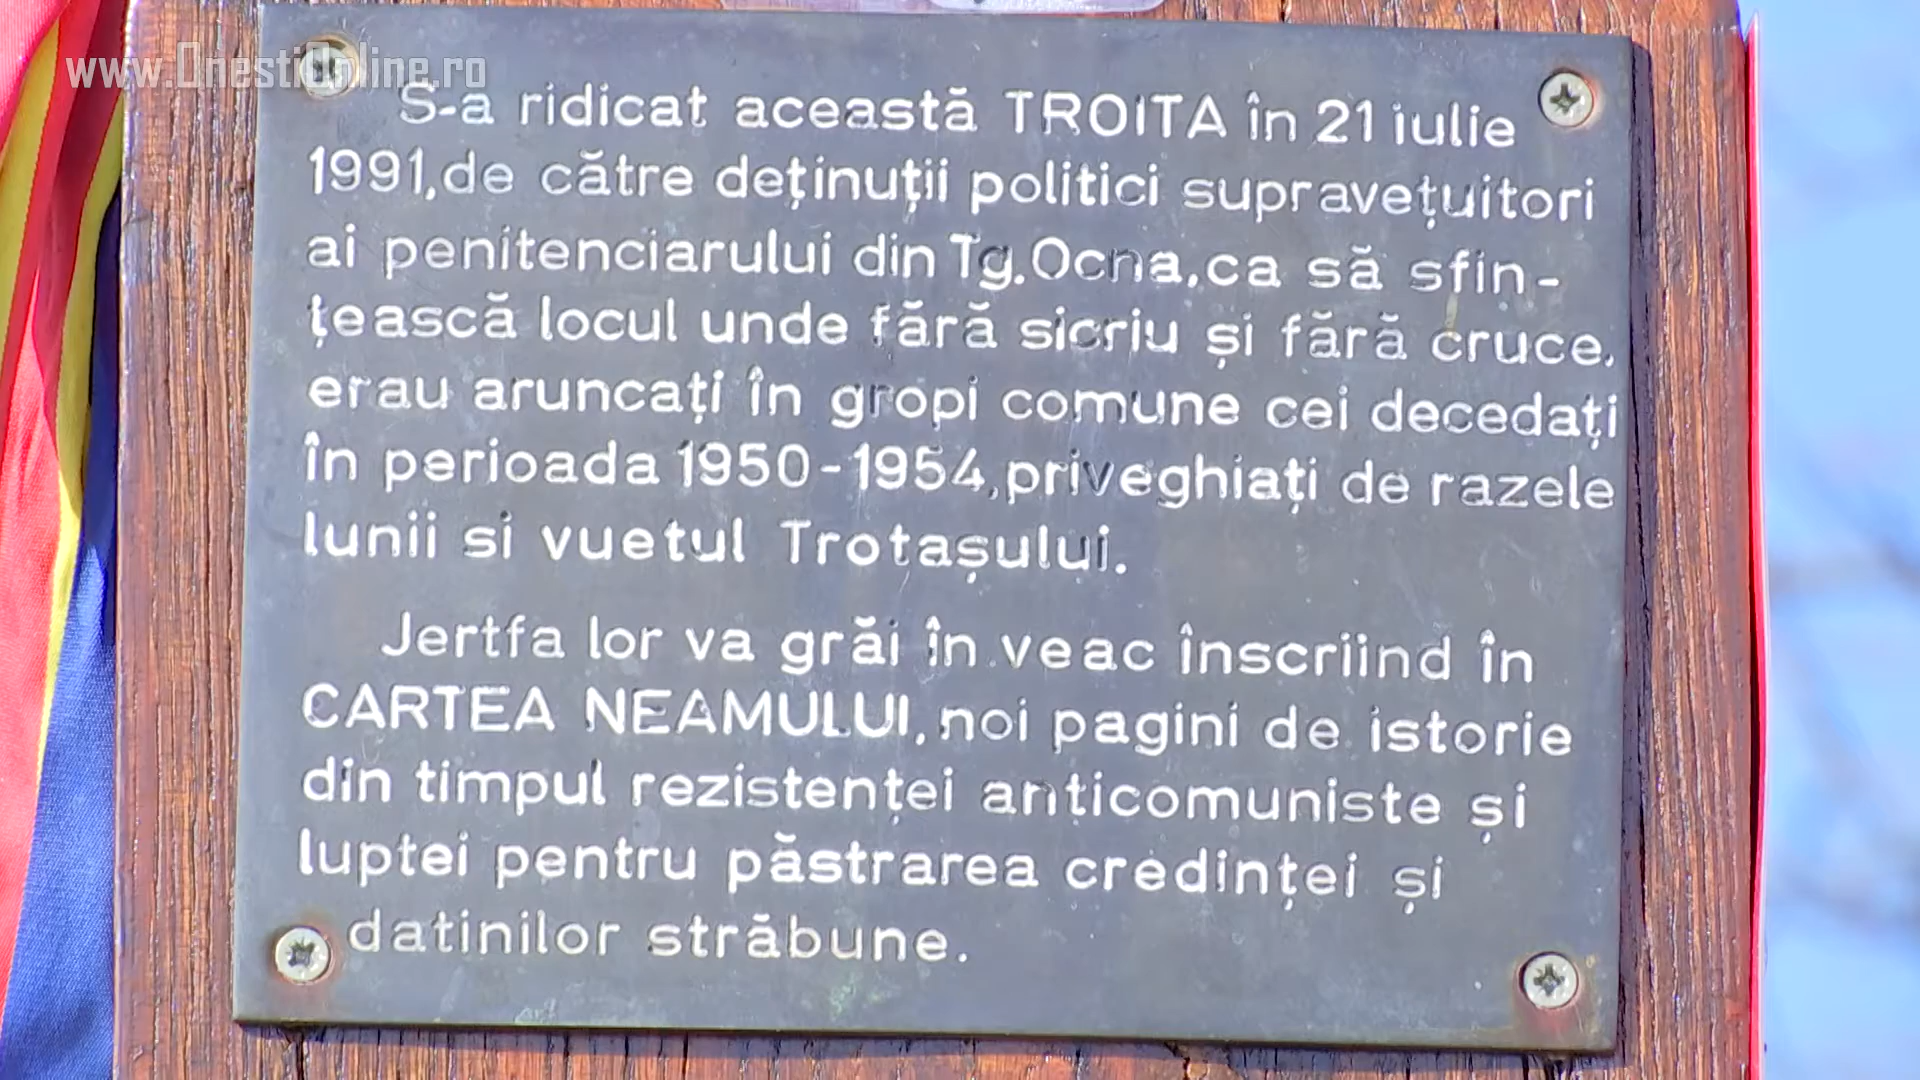 www.OnestiOnline.ro
S-a ridicat această TROITA în 21 iulie
1991,de către deținuții politici supravețuitori
ai penitenciarului din Tg.Ocna,ca să sfin-
țească locul unde fără sicriu și fără cruce,
erau aruncați în gropi comune cei decedați
în perioada 1950-1954,priveghiați de razele
lunii si vuetul Trotașului.
Jertfa lor va grăi în veac înscriind în
CARTEA NEAMULUI,noi pagini de istorie
din timpul rezistenței anticomuniste și
luptei pentru păstrarea credinței și
datinilor străbune.